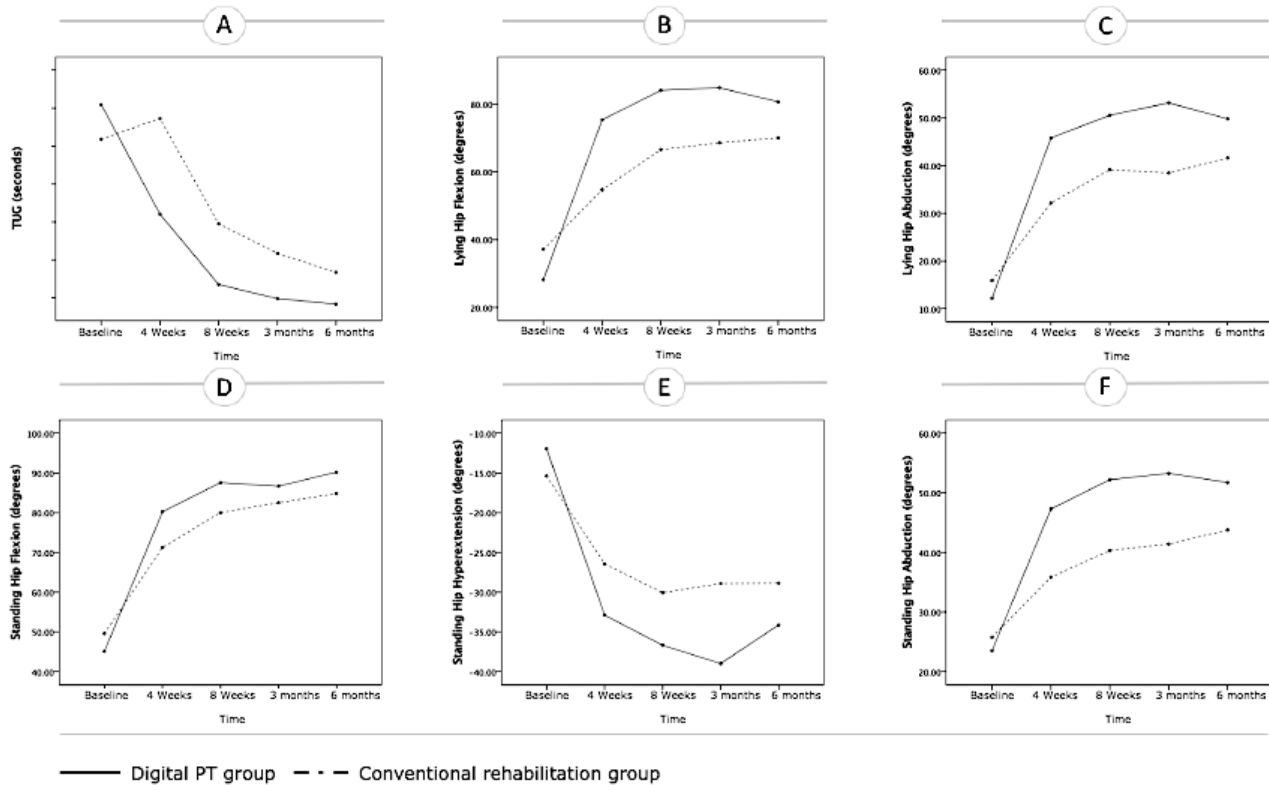 A
B
C
TUG (seconds)
Baseline 4 Weeks 8 Weeks 3 months 6 months
Time
Lying Hip Flexion (degrees)
80.00
60.00
40.00
20.00
Baseline 4 Weeks 8 Weeks 3 months 6 months
Time
Lying Hip Abduction (degrees)
60.00
50.00
40.00
30.00
20.00
10.00
Baseline 4 Weeks 8 Weeks 3 months 6 months
Time
D
E
F
Standing Hip Flexion (degrees)
100.00
90.00
80.00
70.00
60.00
50.00
40.00
Baseline 4 Weeks 8 Weeks 3 months 6 months
Time
Standing Hip Hyperextension (degrees)
-10.00
-15.00
-20.00
-25.00
-30.00
-35.00
-40.00
Baseline 4 Weeks 8 Weeks 3 months 6 months
Time
Standing Hip Abduction (degrees)
60.00
50.00
40.00
30.00
20.00
Baseline 4 Weeks 8 Weeks 3 months 6 months
Time
Digital PT group Conventional rehabilitation group